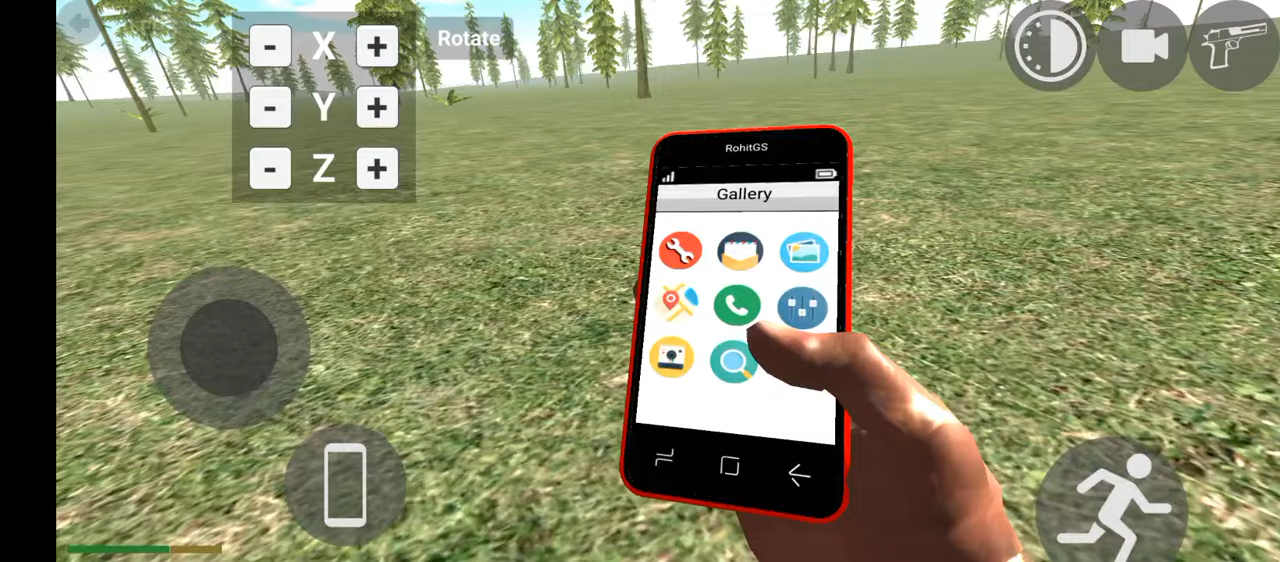 - X +
Rotate
- Y +
- Z +
RohitGS
Gallery